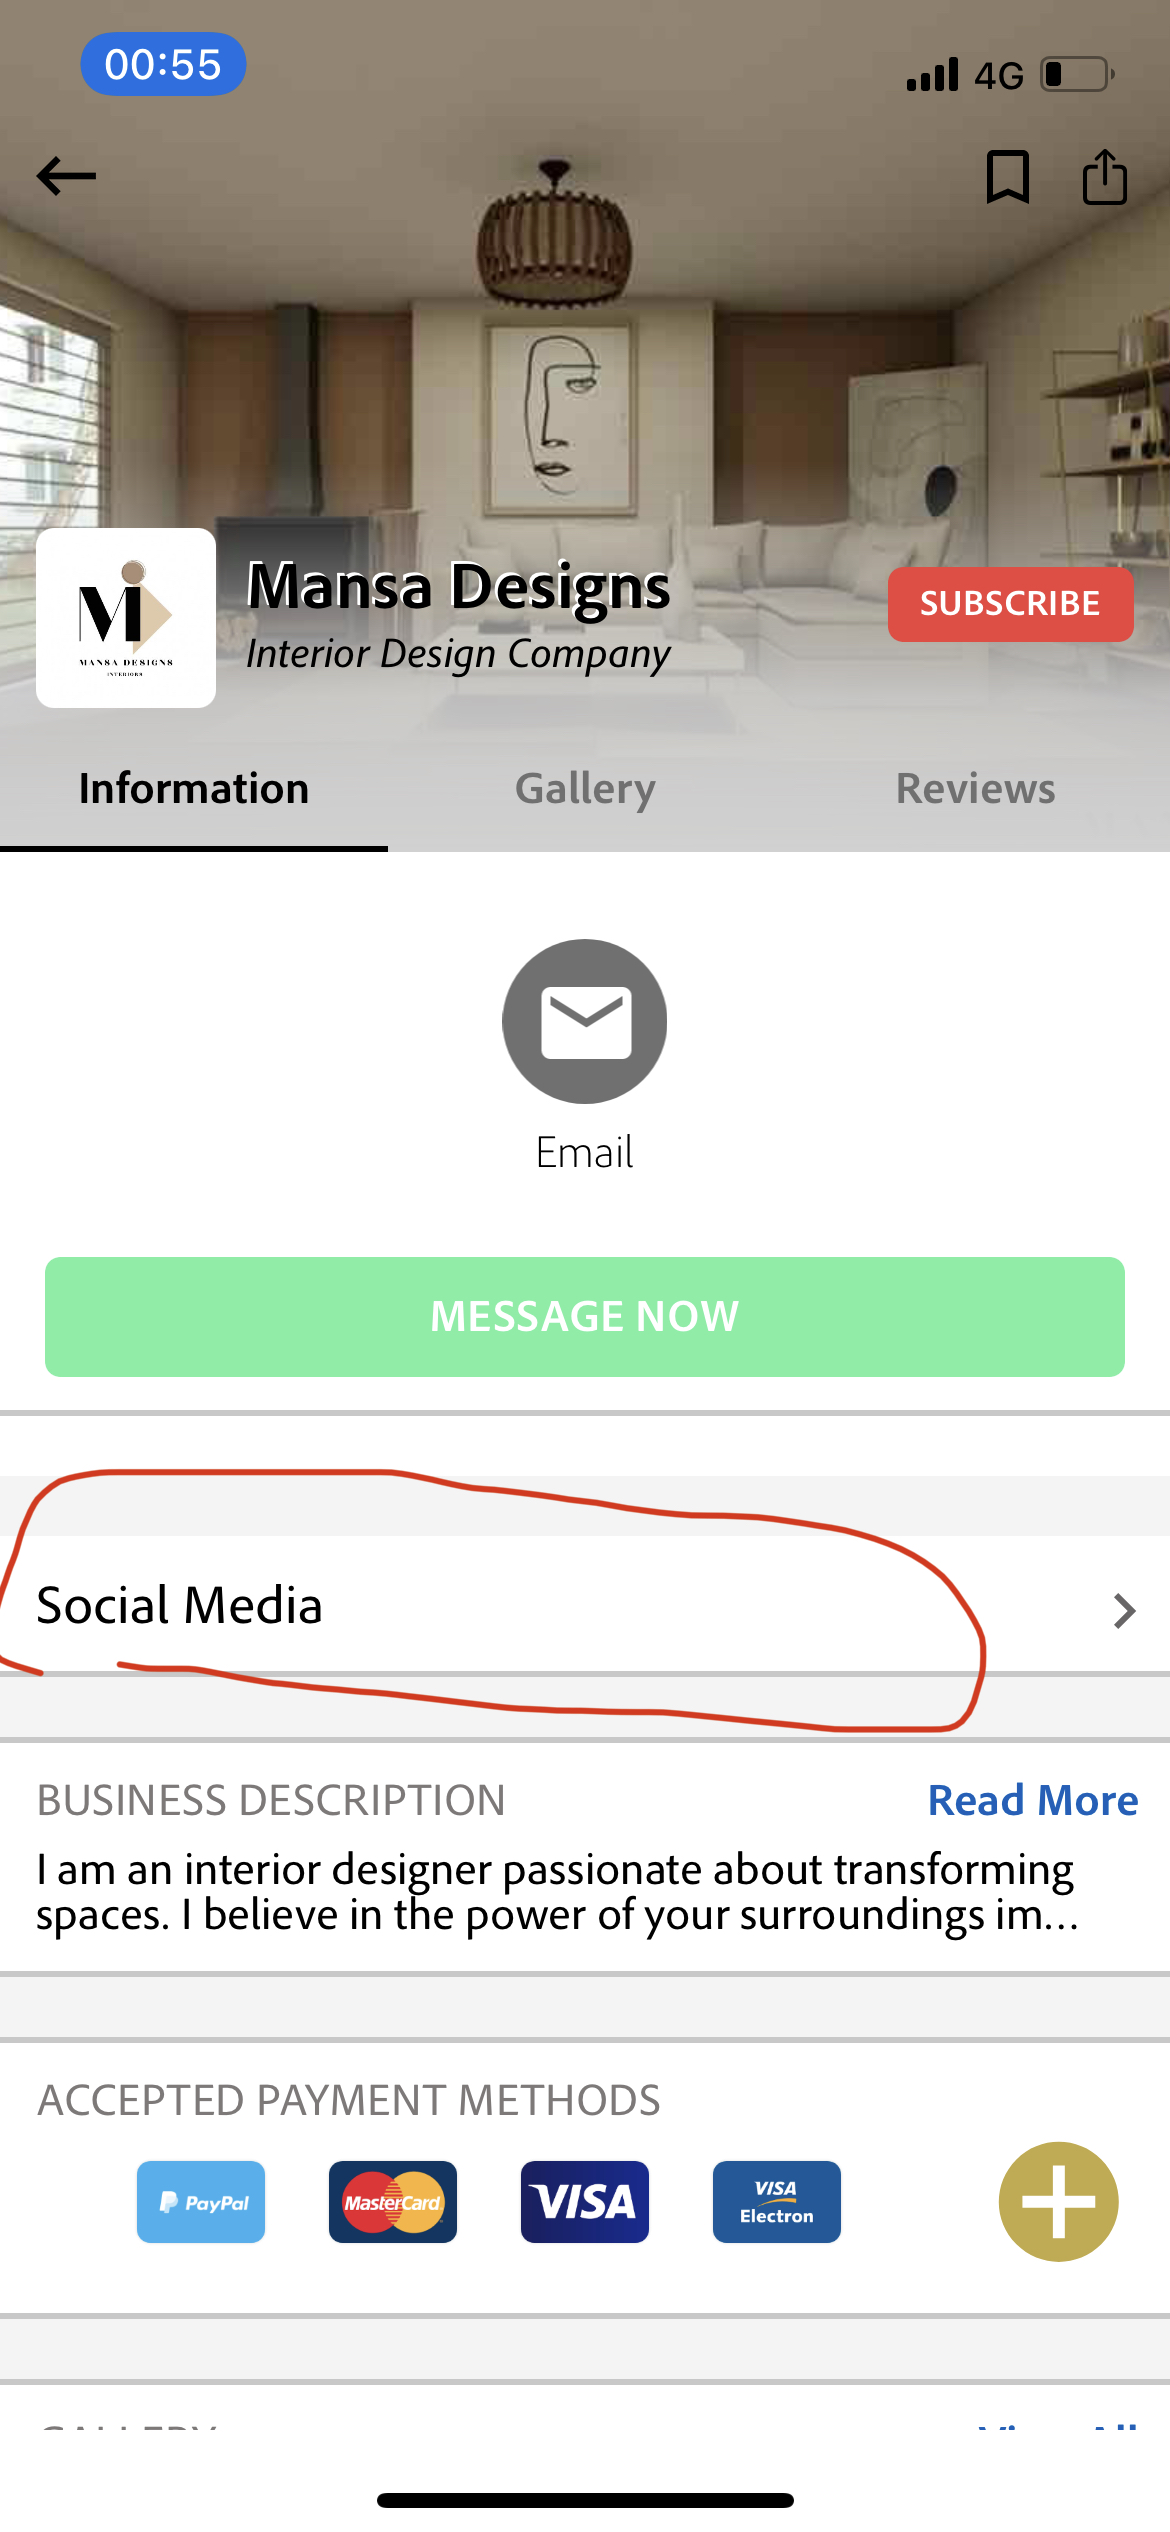 00:55
4G
M
MANSA DESIGNS
INTERIORS
Mansa Designs
Interior Design Company
SUBSCRIBE
Information
Gallery
Reviews
Email
MESSAGE NOW
Social Media
BUSINESS DESCRIPTION
Read More
I am an interior designer passionate about transforming
spaces. I believe in the power of your surroundings im...
ACCEPTED PAYMENT METHODS
PayPal
MasterCard
VISA
VISA
Electron